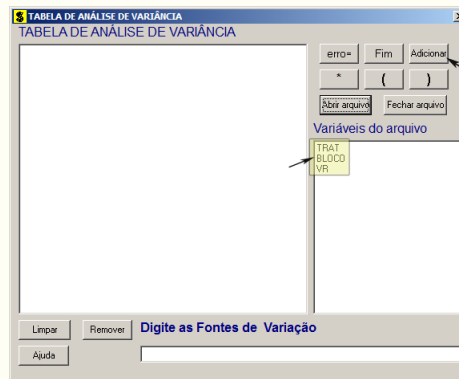 TABELA DE ANÁLISE DE VARIÂNCIA
TABELA DE ANÁLISE DE VARIÂNCIA
erro= Fim Adicionar
* ( )
Abrir arquivo Fechar arquivo
Variáveis do arquivo
TRAT
BLOCO
VR
Limpar Remover Digite as Fontes de Variação
Ajuda